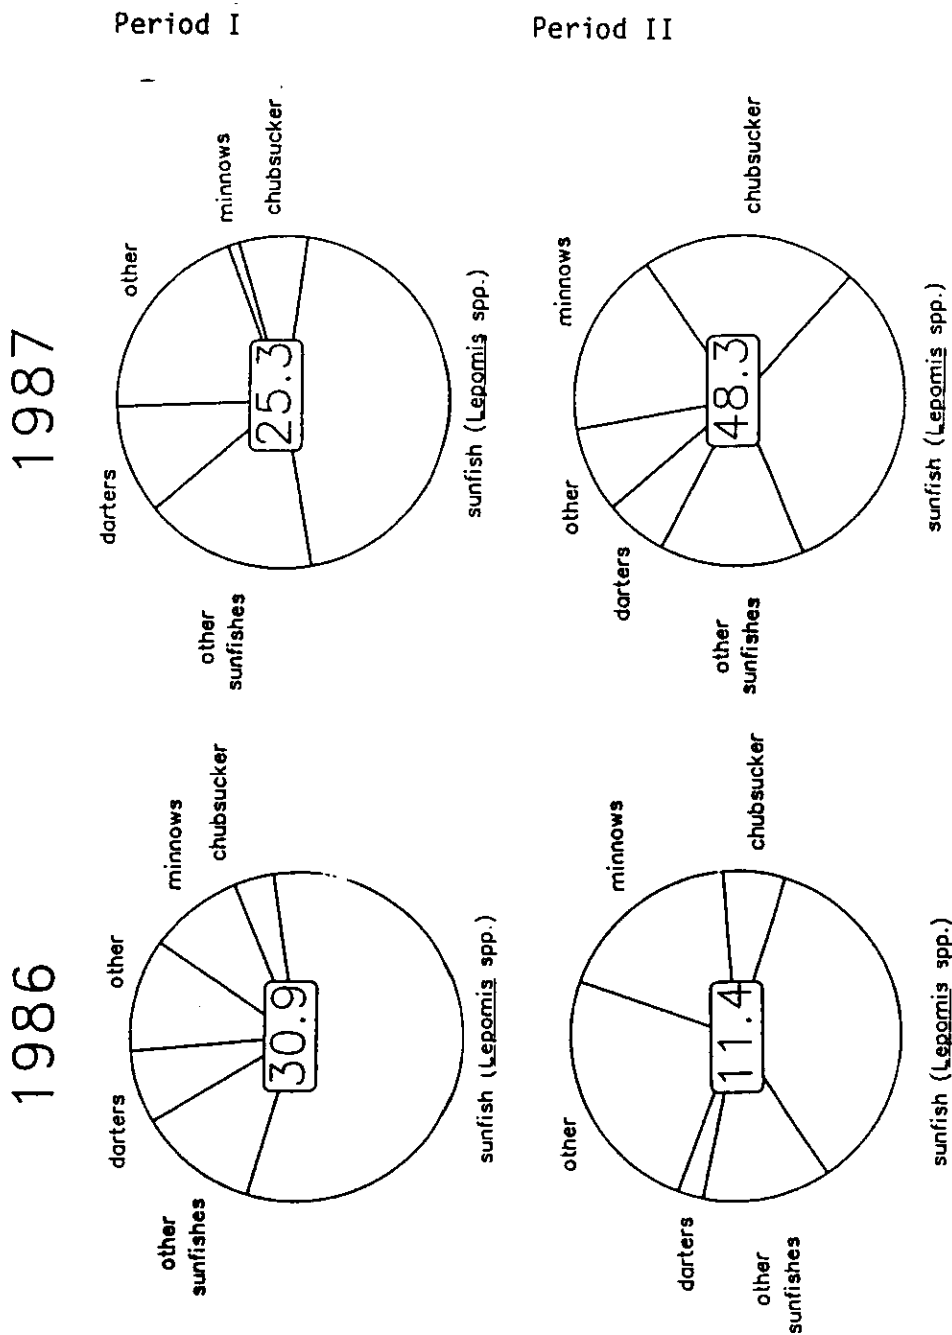 Period I
Period II
1987
other
minnows
chubsucker
darters
25.3
other
sunfishes
sunfish (Lepomis spp.)
minnows
chubsucker
other
darters
48.3
other
sunfishes
sunfish (Lepomis spp.)
1986
other
minnows
chubsucker
darters
30.9
other
sunfishes
sunfish (Lepomis spp.)
minnows
chubsucker
other
11.4
darters
other
sunfishes
sunfish (Lepomis spp.)